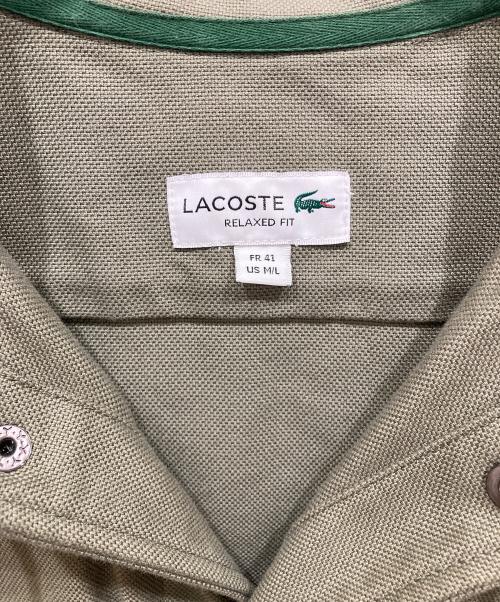 LACOSTE
RELAXED FIT
FR 41
US M/L